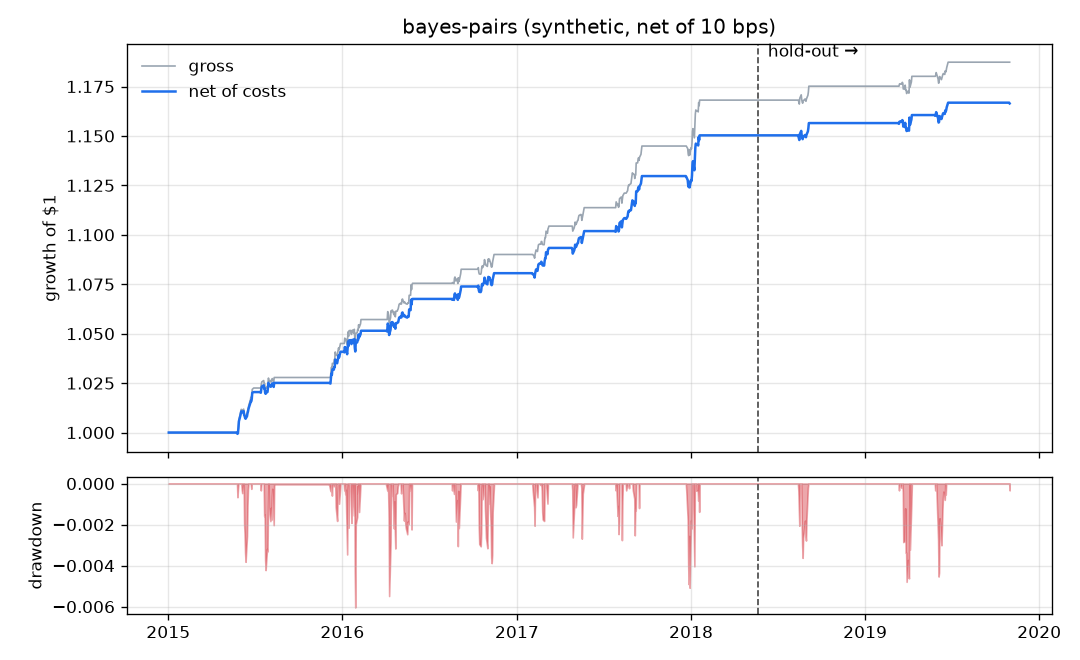 bayes-pairs (synthetic, net of 10 bps)
hold-out →
gross
net of costs
growth of $1
1.175
1.150
1.125
1.100
1.075
1.050
1.025
1.000
drawdown
0.000
−0.002
−0.004
−0.006
2015 2016 2017 2018 2019 2020